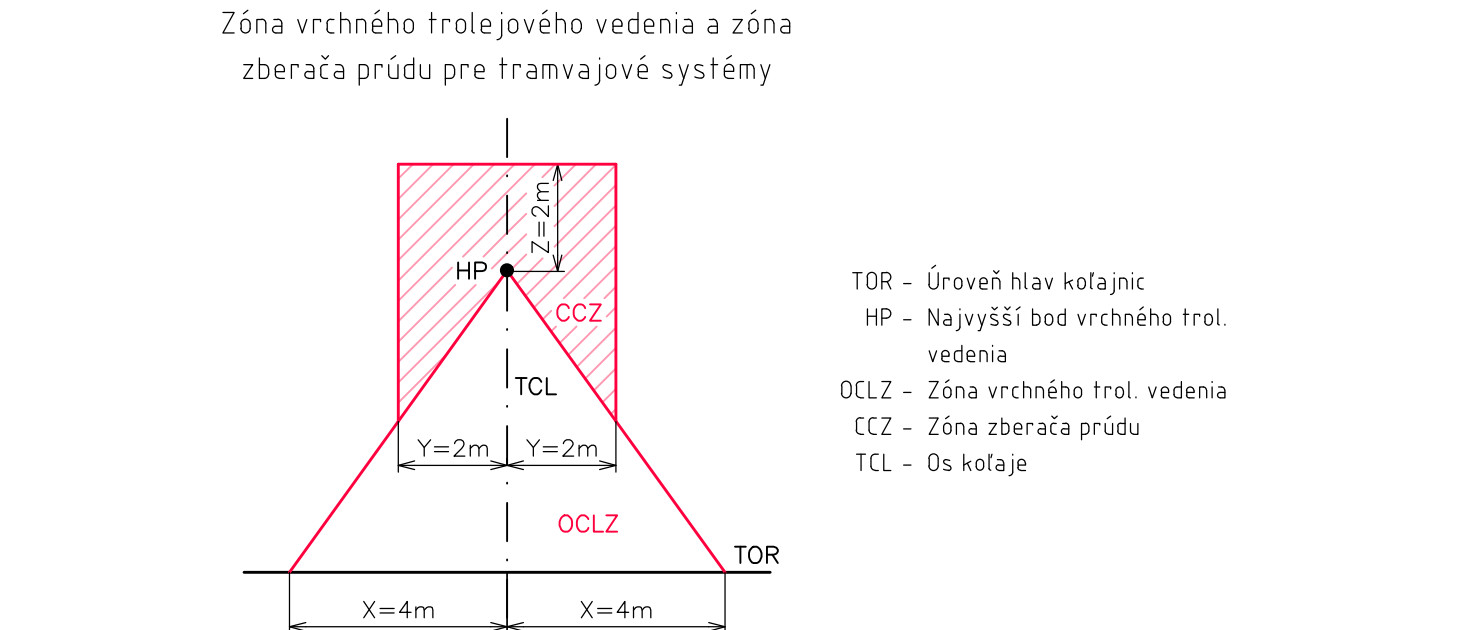 Zóna vrchného trolejového vedenia a zóna
zberača prúdu pre tramvajové systémy
Z=2m
HP
CCZ
TCL
Y=2m Y=2m
OCLZ
TOR
X=4m X=4m
TOR - Úroveň hlav koľajnic
HP - Najvyšší bod vrchného trol.
vedenia
OCLZ - Zóna vrchného trol. vedenia
CCZ - Zóna zberača prúdu
TCL - Os koľaje